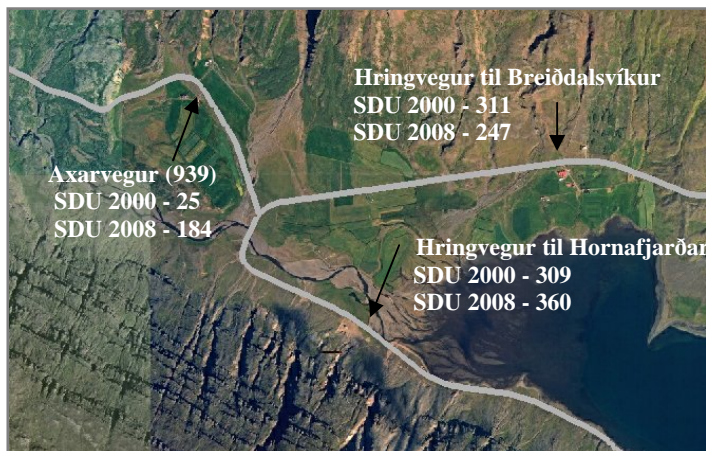 Hringvegur til Breiðdalsvíkur
SDU 2000 - 311
SDU 2008 - 247
Axarvegur (939)
SDU 2000 - 25
SDU 2008 - 184
Hringvegur til Hornafjarðar
SDU 2000 - 309
SDU 2008 - 360